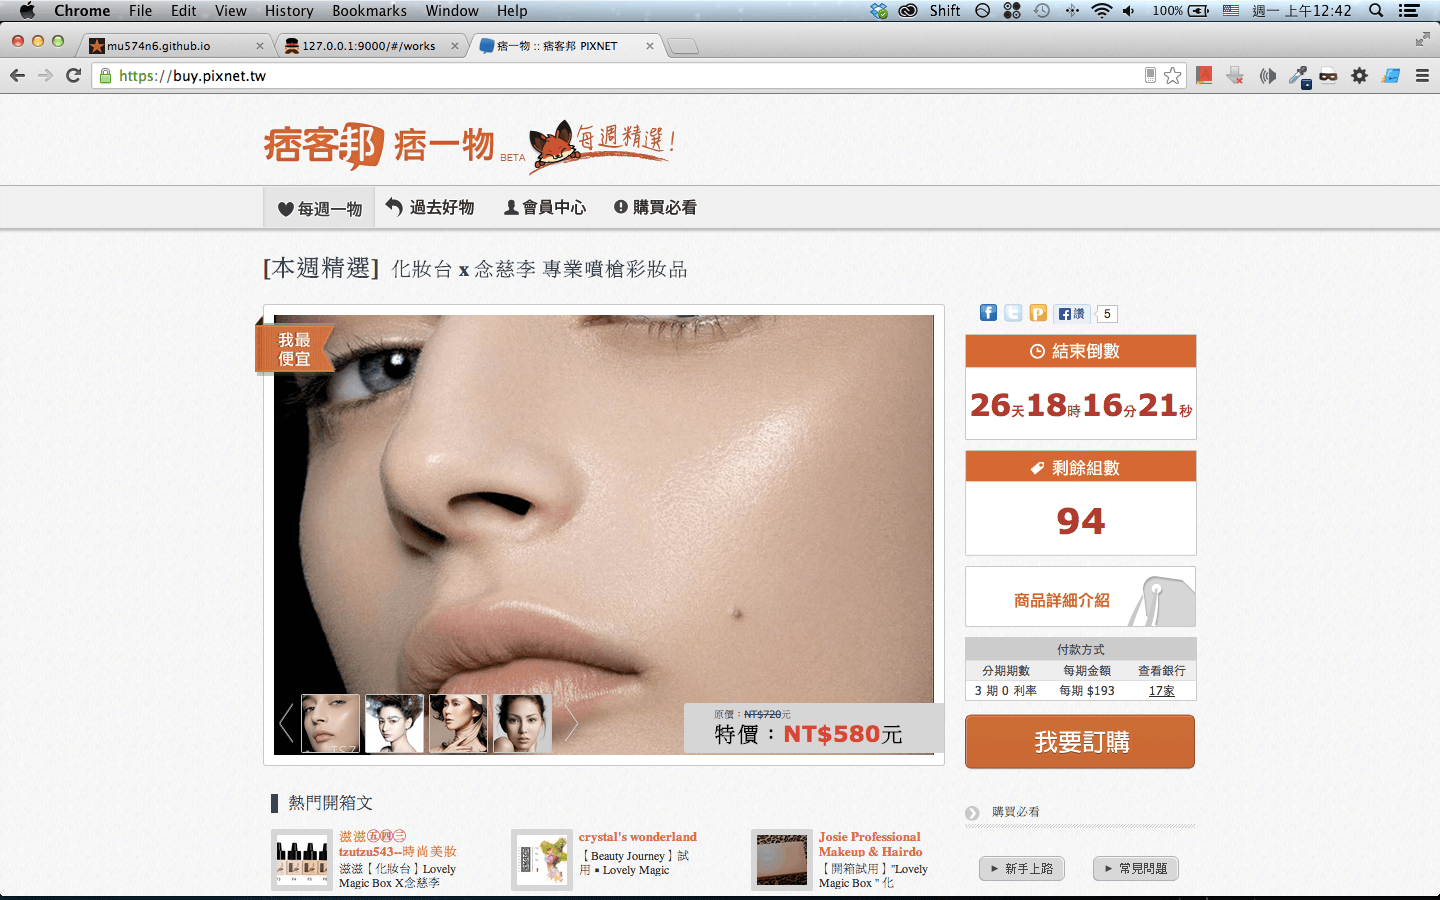 Chrome File Edit View History Bookmarks Window Help Shift 100% 週一 上午12:42
mu574n6.github.io
127.0.0.1:9000/#/works
痞一物 :: 痞客邦 PIXNET
https://buy.pixnet.tw
痞客邦 痞一物 BETA 每週精選!
每週一物 過去好物 會員中心 購買必看
[本週精選] 化妝台 x 念慈李 專業噴槍彩妝品
我最
便宜
原價：NT$720元
特價：NT$580元
讚 5
結束倒數
26天18時16分21秒
剩餘組數
94
商品詳細介紹
付款方式
分期期數 每期金額 查看銀行
3 期 0 利率 每期 $193 17家
我要訂購
購買必看
新手上路 常見問題
熱門開箱文
滋滋㊄㊃㊂
tzutzu543--時尚美妝
滋滋【化妝台】Lovely
Magic Box X念慈李
crystal's wonderland
【Beauty Journey】試
用▪Lovely Magic
Josie Professional
Makeup & Hairdo
【開箱試用】"Lovely
Magic Box " 化